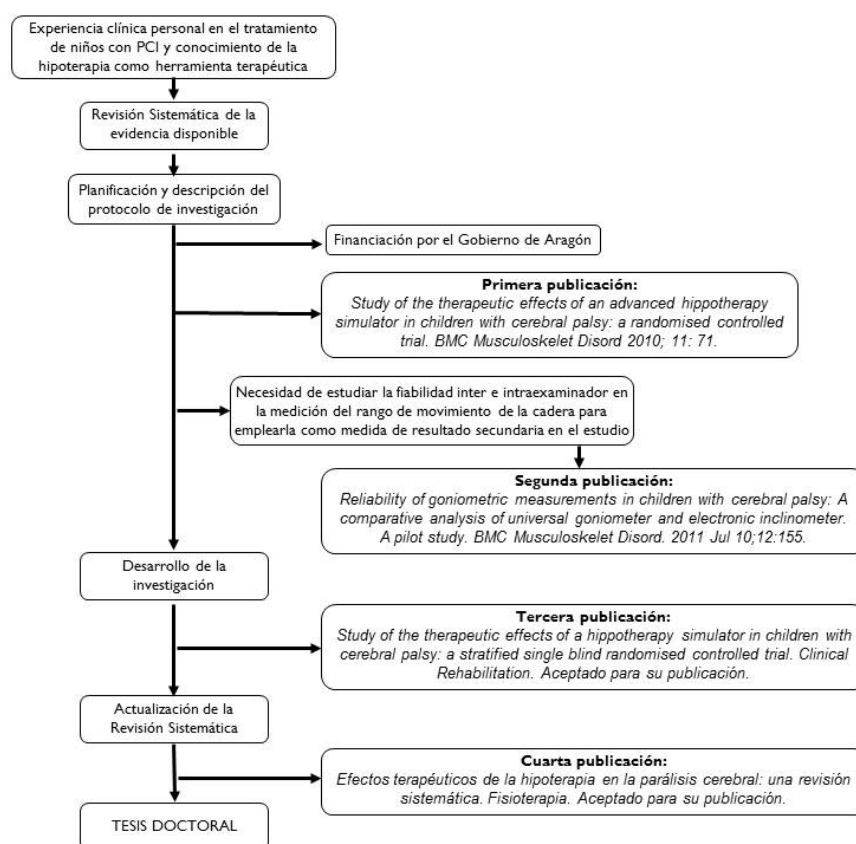 Experiencia clínica personal en el tratamiento
de niños con PCI y conocimiento de la
hipoterapia como herramienta terapéutica
Revisión Sistemática de la
evidencia disponible
Planificación y descripción del
protocolo de investigación
Financiación por el Gobierno de Aragón
Primera publicación:
Study of the therapeutic effects of an advanced hippotherapy
simulator in children with cerebral palsy: a randomised controlled
trial. BMC Musculoskelet Disord 2010; 11: 71.
Necesidad de estudiar la fiabilidad inter e intraexaminador en
la medición del rango de movimiento de la cadera para
emplearla como medida de resultado secundaria en el estudio
Segunda publicación:
Reliability of goniometric measurements in children with cerebral palsy: A
comparative analysis of universal goniometer and electronic inclinometer.
A pilot study. BMC Musculoskelet Disord. 2011 Jul 10;12:155.
Desarrollo de la
investigación
Tercera publicación:
Study of the therapeutic effects of a hippotherapy simulator in children with
cerebral palsy: a stratified single blind randomised controlled trial. Clinical
Rehabilitation. Aceptado para su publicación.
Actualización de la
Revisión Sistemática
Cuarta publicación:
Efectos terapéuticos de la hipoterapia en la parálisis cerebral: una revisión
sistemática. Fisioterapia. Aceptado para su publicación.
TESIS DOCTORAL